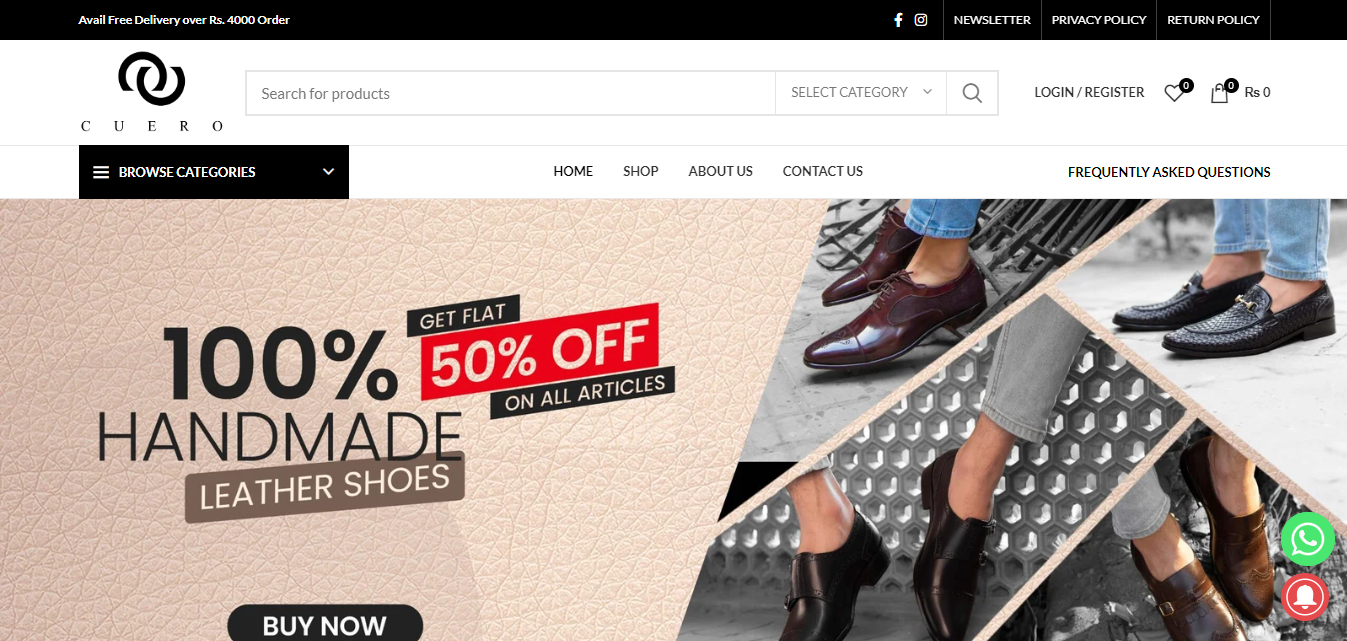 Avail Free Delivery over Rs. 4000 Order
NEWSLETTER
PRIVACY POLICY
RETURN POLICY
CUERO
Search for products
SELECT CATEGORY
LOGIN / REGISTER
0
0
₨ 0
BROWSE CATEGORIES
HOME
SHOP
ABOUT US
CONTACT US
FREQUENTLY ASKED QUESTIONS
GET FLAT
50% OFF
ON ALL ARTICLES
100%
HANDMADE
LEATHER SHOES
BUY NOW